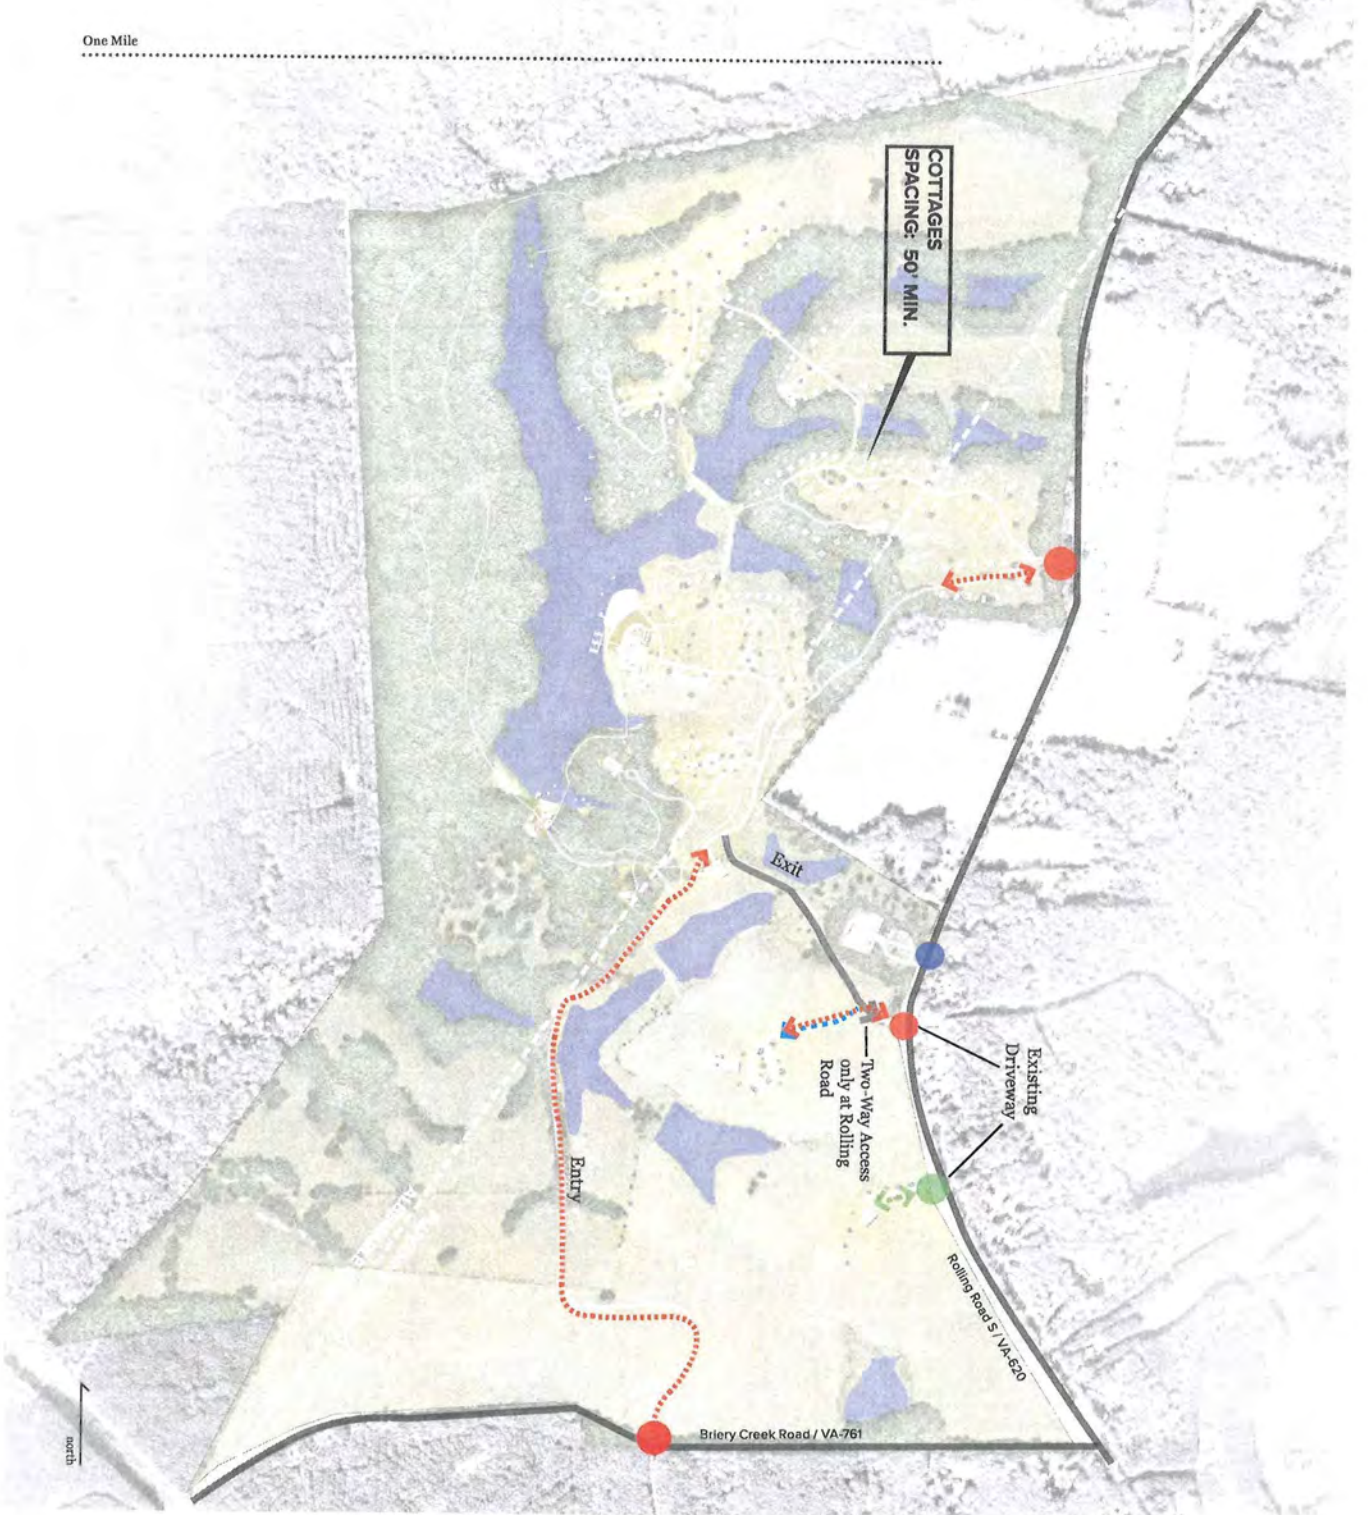 One Mile
COTTAGES
SPACING: 50' MIN.
Exit
Existing
Driveway
Two-Way Access
only at Rolling
Road
Entry
Rolling Road S / VA-620
Briery Creek Road / VA-761
north